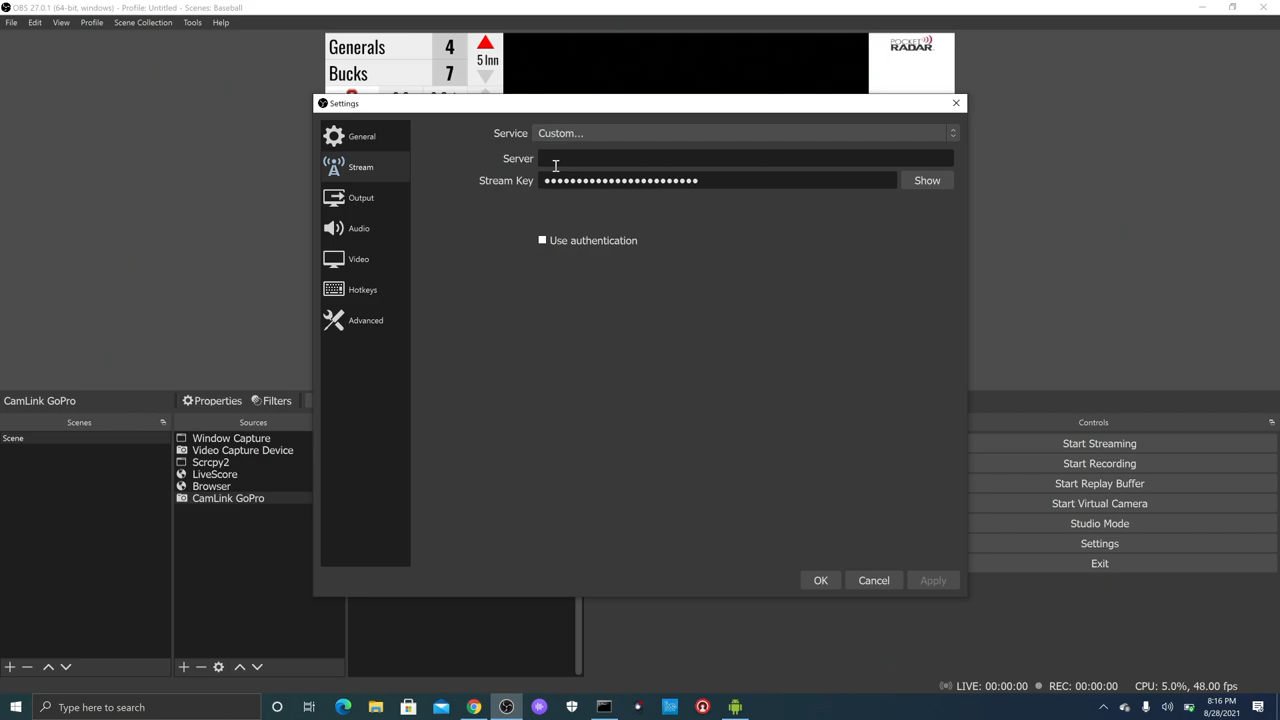 OBS 27.0.1 (64-bit, windows) - Profile: Untitled - Scenes: Baseball
File Edit View Profile Scene Collection Tools Help
Generals 4
5 Inn
Bucks 7
POCKET RADAR
Settings
General
Stream
Output
Audio
Video
Hotkeys
Advanced
Service Custom...
Server
Stream Key Show
Use authentication
OK Cancel Apply
CamLink GoPro Properties Filters
Scenes
Scene
Sources
Window Capture
Video Capture Device
Scrcpy2
LiveScore
Browser
CamLink GoPro
Controls
Start Streaming
Start Recording
Start Replay Buffer
Start Virtual Camera
Studio Mode
Settings
Exit
LIVE: 00:00:00 REC: 00:00:00 CPU: 5.0%, 48.00 fps
Type here to search
8:16 PM
8/28/2021